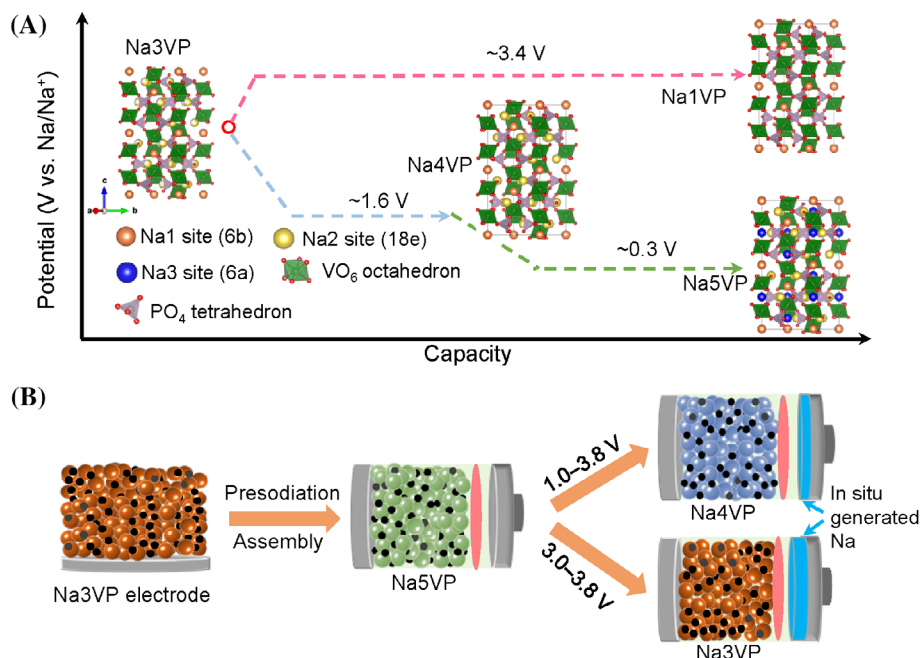 (A)
Potential (V vs. Na/Na⁺)
Na3VP
~3.4 V
Na1VP
Na4VP
~1.6 V
~0.3 V
Na5VP
c
a
b
Na1 site (6b)
Na2 site (18e)
Na3 site (6a)
VO₆ octahedron
PO₄ tetrahedron
Capacity
(B)
Na3VP electrode
Presodiation
Assembly
Na5VP
1.0–3.8 V
3.0–3.8 V
Na4VP
In situ
generated
Na
Na3VP